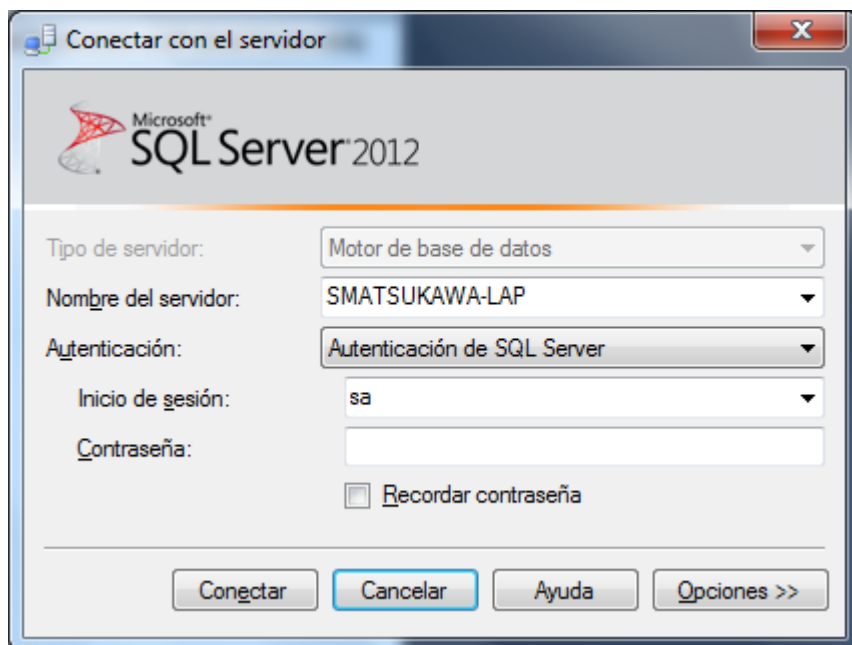 Conectar con el servidor
Microsoft®
SQL Server® 2012
Tipo de servidor: Motor de base de datos
Nombre del servidor: SMATSUKAWA-LAP
Autenticación: Autenticación de SQL Server
Inicio de sesión: sa
Contraseña:
Recordar contraseña
Conectar Cancelar Ayuda Opciones >>